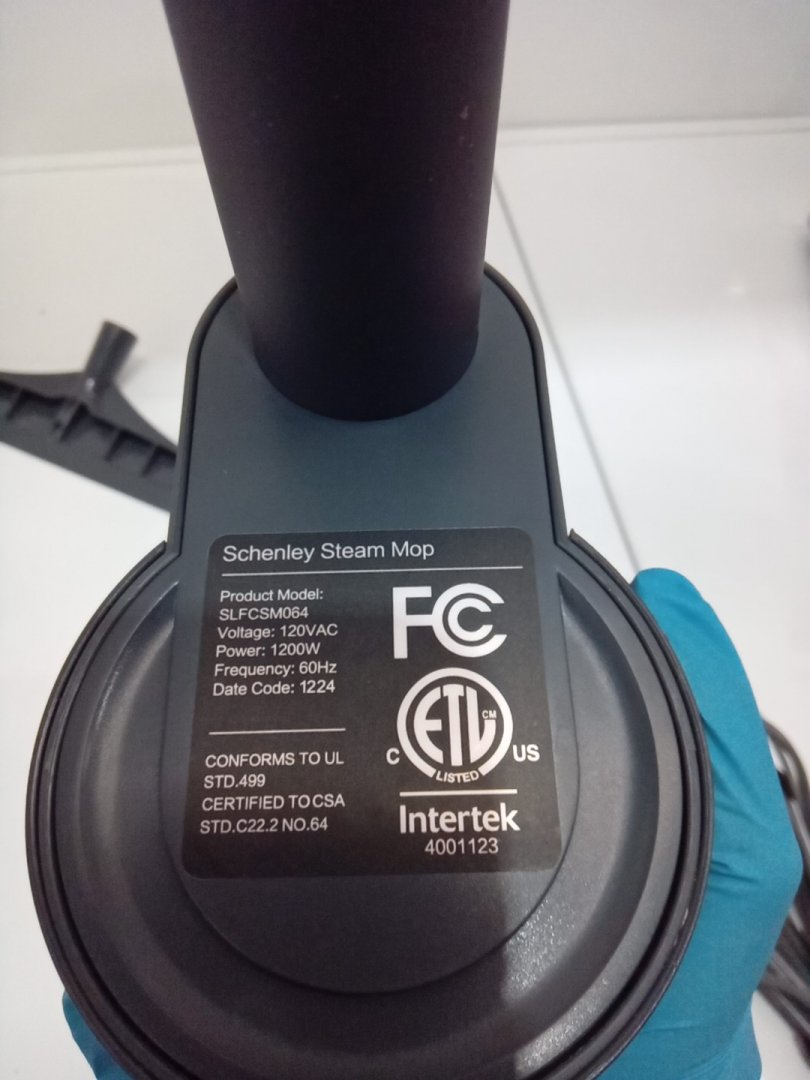 Schenley Steam Mop
Product Model:
SLFCSM064
Voltage: 120VAC
Power: 1200W
Frequency: 60Hz
Date Code: 1224
CONFORMS TO UL
STD.499
CERTIFIED TO CSA
STD.C22.2 NO.64
FC
ETL CM
C US
LISTED
Intertek
4001123